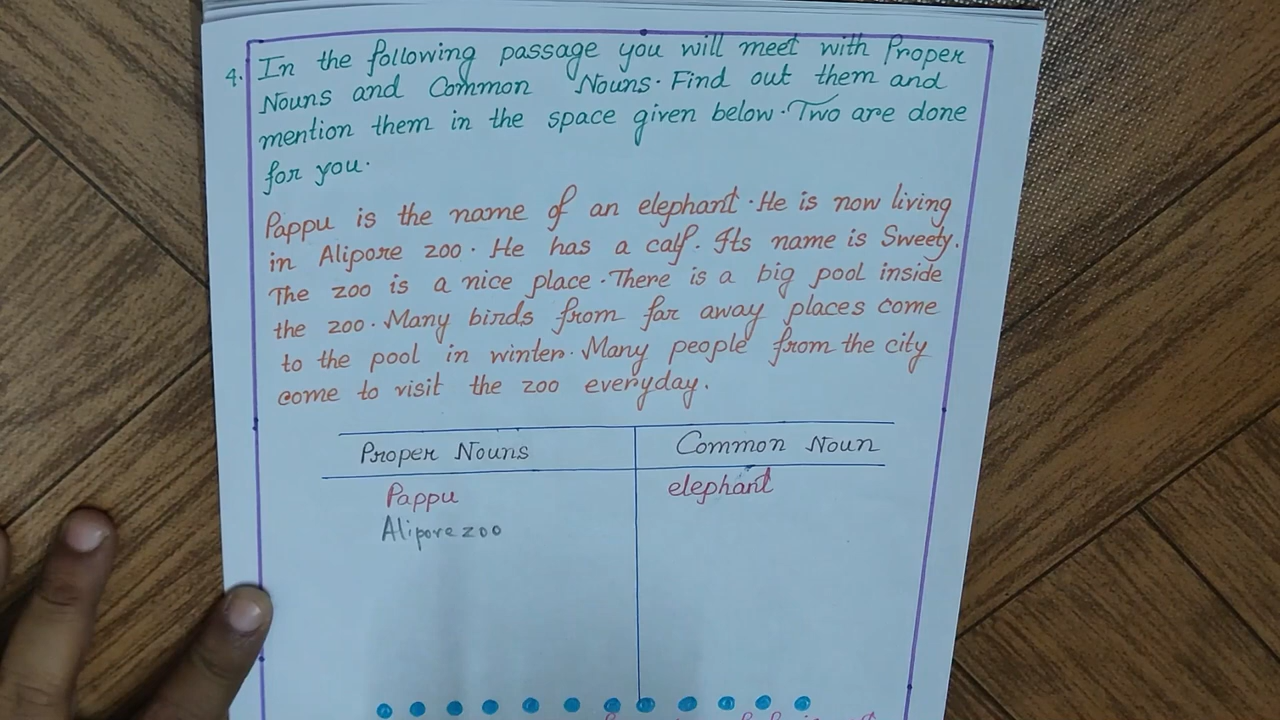 4. In the following passage you will meet with Proper
Nouns and Common Nouns. Find out them and
mention them in the space given below. Two are done
for you.
Pappu is the name of an elephant. He is now living
in Alipore zoo. He has a calf. Its name is Sweety.
The zoo is a nice place. There is a big pool inside
the zoo. Many birds from far away places come
to the pool in winter. Many people from the city
come to visit the zoo everyday.
Proper Nouns Common Noun
Pappu elephant
Alipore zoo